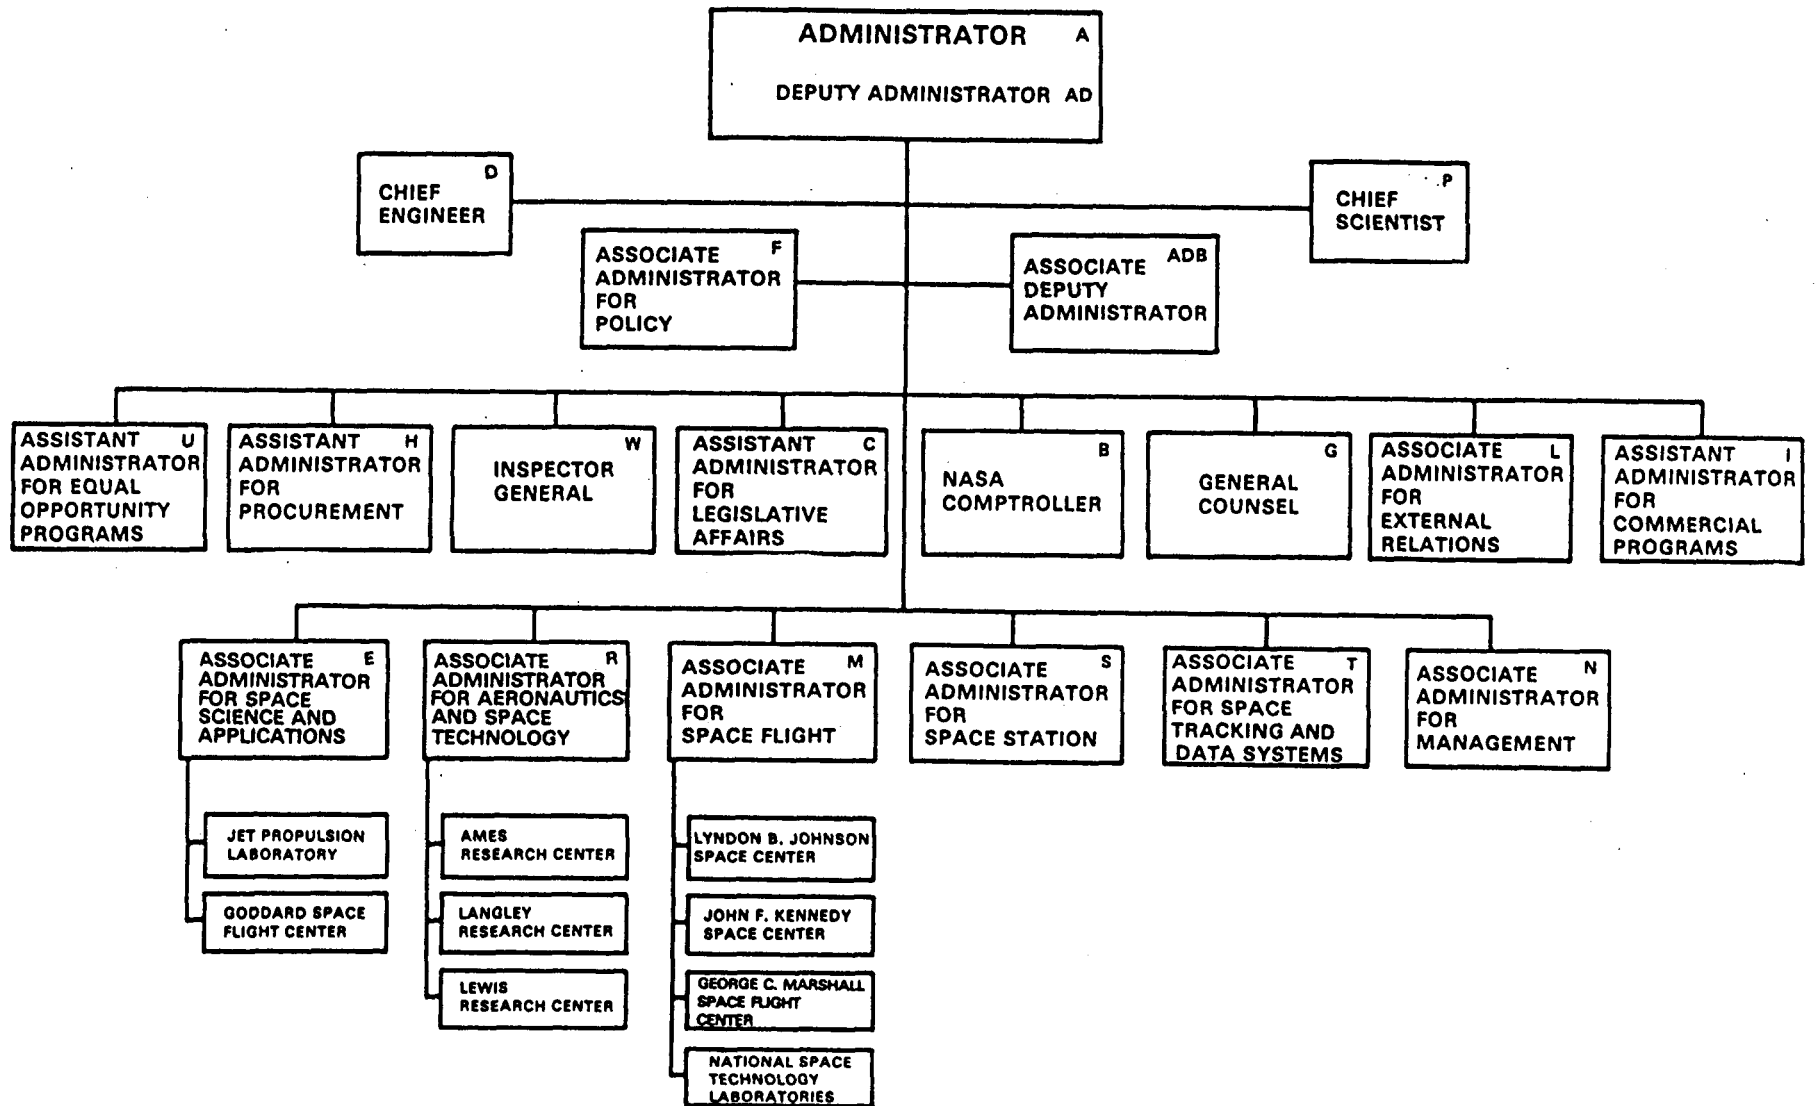 ADMINISTRATOR A
DEPUTY ADMINISTRATOR AD
D
CHIEF
ENGINEER
P
CHIEF
SCIENTIST
ASSOCIATE F
ADMINISTRATOR
FOR
POLICY
ADB
ASSOCIATE
DEPUTY
ADMINISTRATOR
ASSISTANT U
ADMINISTRATOR
FOR EQUAL
OPPORTUNITY
PROGRAMS
ASSISTANT H
ADMINISTRATOR
FOR
PROCUREMENT
W
INSPECTOR
GENERAL
ASSISTANT C
ADMINISTRATOR
FOR
LEGISLATIVE
AFFAIRS
B
NASA
COMPTROLLER
G
GENERAL
COUNSEL
ASSOCIATE L
ADMINISTRATOR
FOR
EXTERNAL
RELATIONS
ASSISTANT I
ADMINISTRATOR
FOR
COMMERCIAL
PROGRAMS
ASSOCIATE E
ADMINISTRATOR
FOR SPACE
SCIENCE AND
APPLICATIONS
ASSOCIATE R
ADMINISTRATOR
FOR AERONAUTICS
AND SPACE
TECHNOLOGY
ASSOCIATE M
ADMINISTRATOR
FOR
SPACE FLIGHT
ASSOCIATE S
ADMINISTRATOR
FOR
SPACE STATION
ASSOCIATE T
ADMINISTRATOR
FOR SPACE
TRACKING AND
DATA SYSTEMS
ASSOCIATE N
ADMINISTRATOR
FOR
MANAGEMENT
JET PROPULSION
LABORATORY
GODDARD SPACE
FLIGHT CENTER
AMES
RESEARCH CENTER
LANGLEY
RESEARCH CENTER
LEWIS
RESEARCH CENTER
LYNDON B. JOHNSON
SPACE CENTER
JOHN F. KENNEDY
SPACE CENTER
GEORGE C. MARSHALL
SPACE FLIGHT
CENTER
NATIONAL SPACE
TECHNOLOGY
LABORATORIES